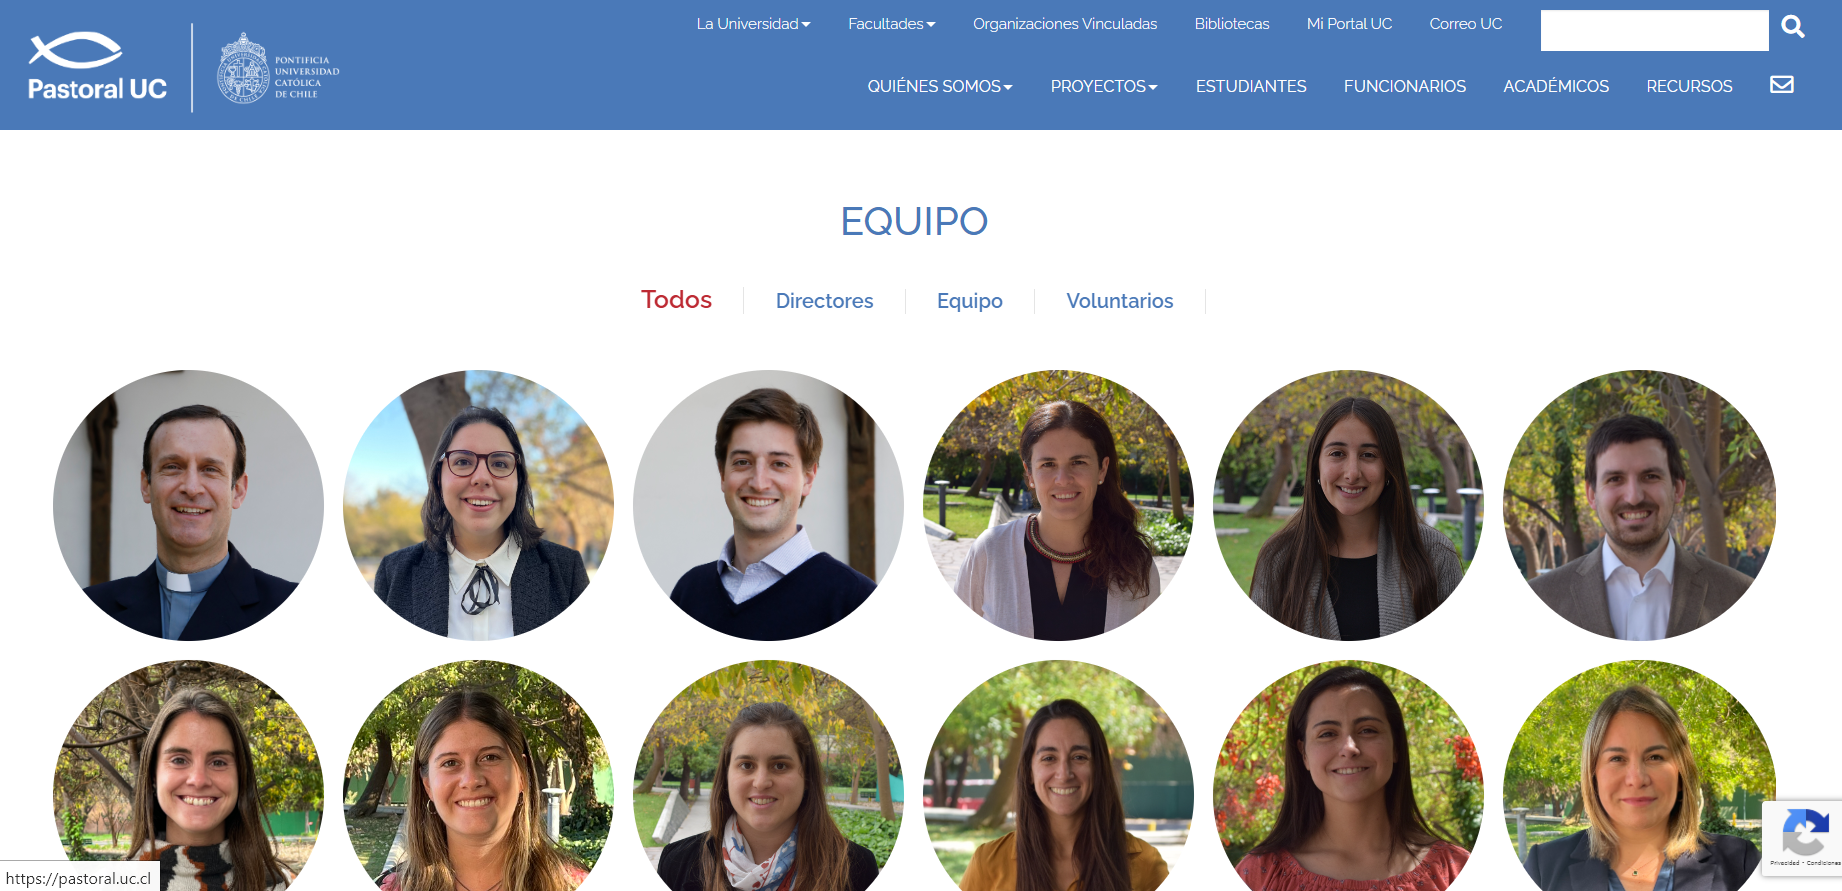 La Universidad
Facultades
Organizaciones Vinculadas
Bibliotecas
Mi Portal UC
Correo UC
Pastoral UC
PONTIFICIA
UNIVERSIDAD
CATÓLICA
DE CHILE
QUIÉNES SOMOS
PROYECTOS
ESTUDIANTES
FUNCIONARIOS
ACADÉMICOS
RECURSOS
EQUIPO
Todos
Directores
Equipo
Voluntarios
Privacidad - Condiciones
https://pastoral.uc.cl